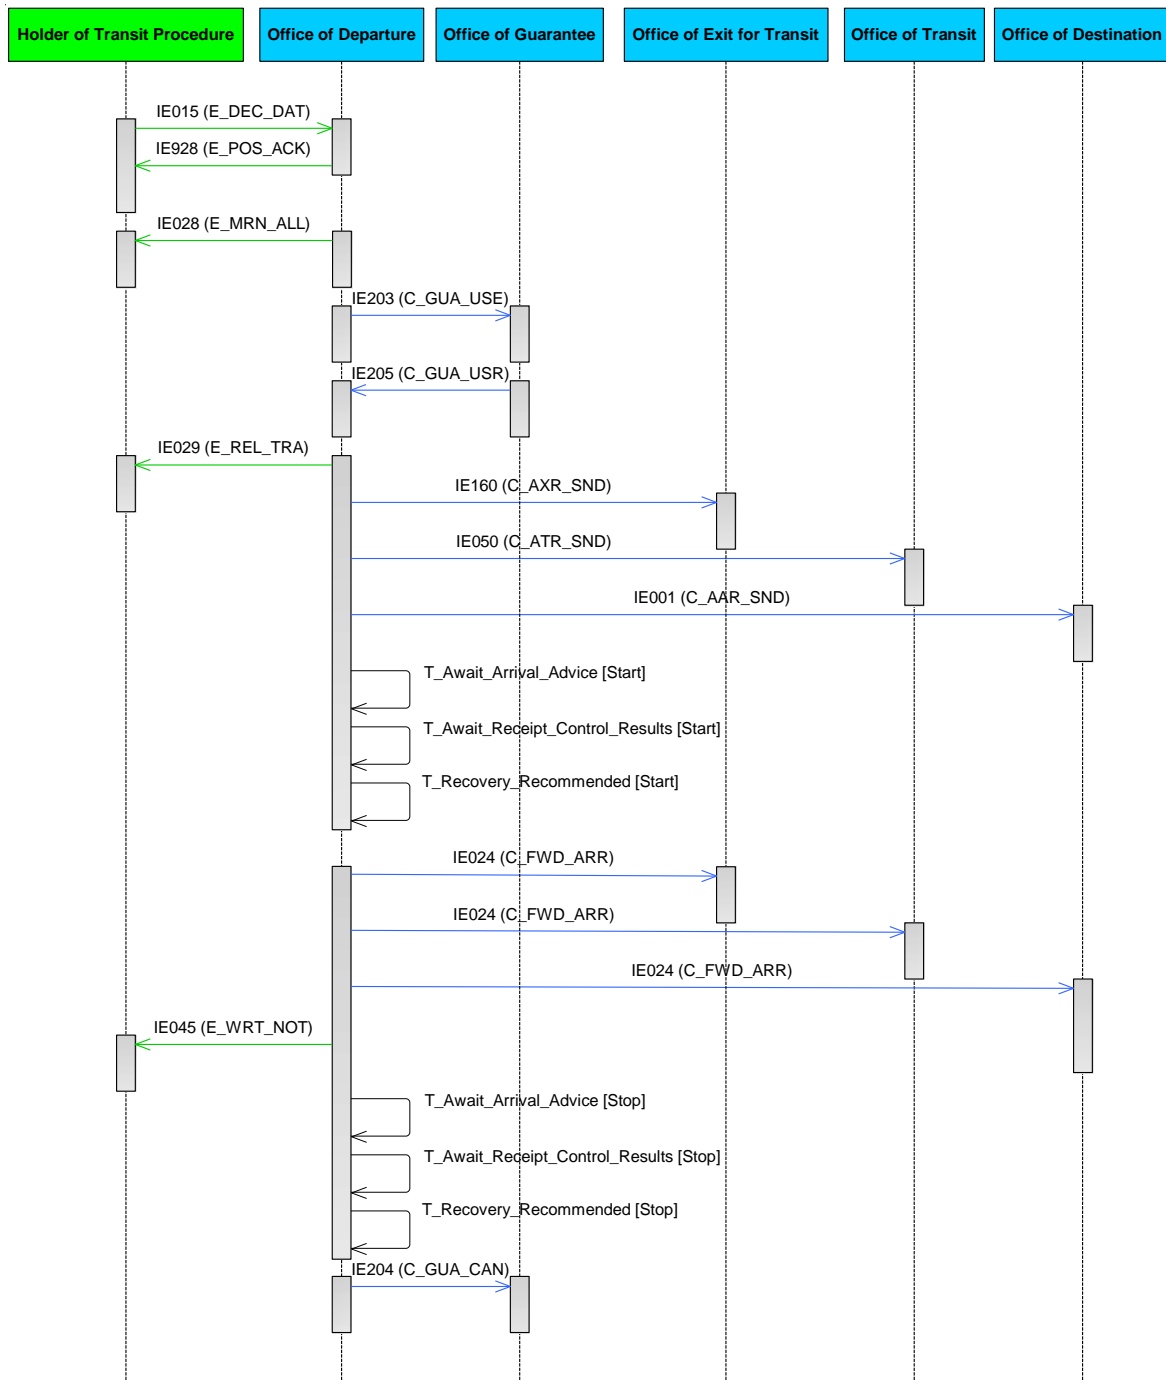 Holder of Transit Procedure
Office of Departure
Office of Guarantee
Office of Exit for Transit
Office of Transit
Office of Destination
IE015 (E_DEC_DAT)
IE928 (E_POS_ACK)
IE028 (E_MRN_ALL)
IE203 (C_GUA_USE)
IE205 (C_GUA_USR)
IE029 (E_REL_TRA)
IE160 (C_AXR_SND)
IE050 (C_ATR_SND)
IE001 (C_AAR_SND)
T_Await_Arrival_Advice [Start]
T_Await_Receipt_Control_Results [Start]
T_Recovery_Recommended [Start]
IE024 (C_FWD_ARR)
IE024 (C_FWD_ARR)
IE024 (C_FWD_ARR)
IE045 (E_WRT_NOT)
T_Await_Arrival_Advice [Stop]
T_Await_Receipt_Control_Results [Stop]
T_Recovery_Recommended [Stop]
IE204 (C_GUA_CAN)